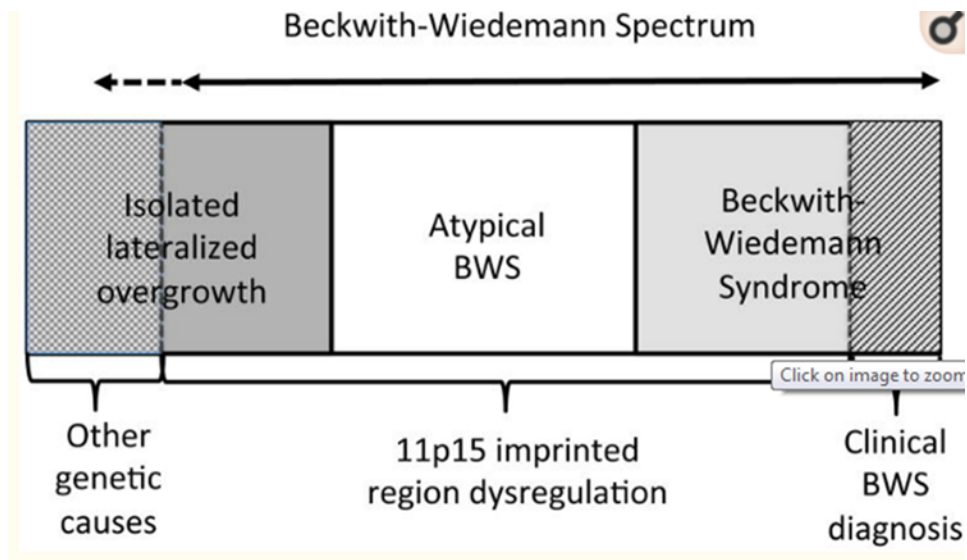 Beckwith-Wiedemann Spectrum
Isolated
lateralized
overgrowth
Atypical
BWS
Beckwith-
Wiedemann
Syndrome
Click on image to zoom
Other
genetic
causes
11p15 imprinted
region dysregulation
Clinical
BWS
diagnosis